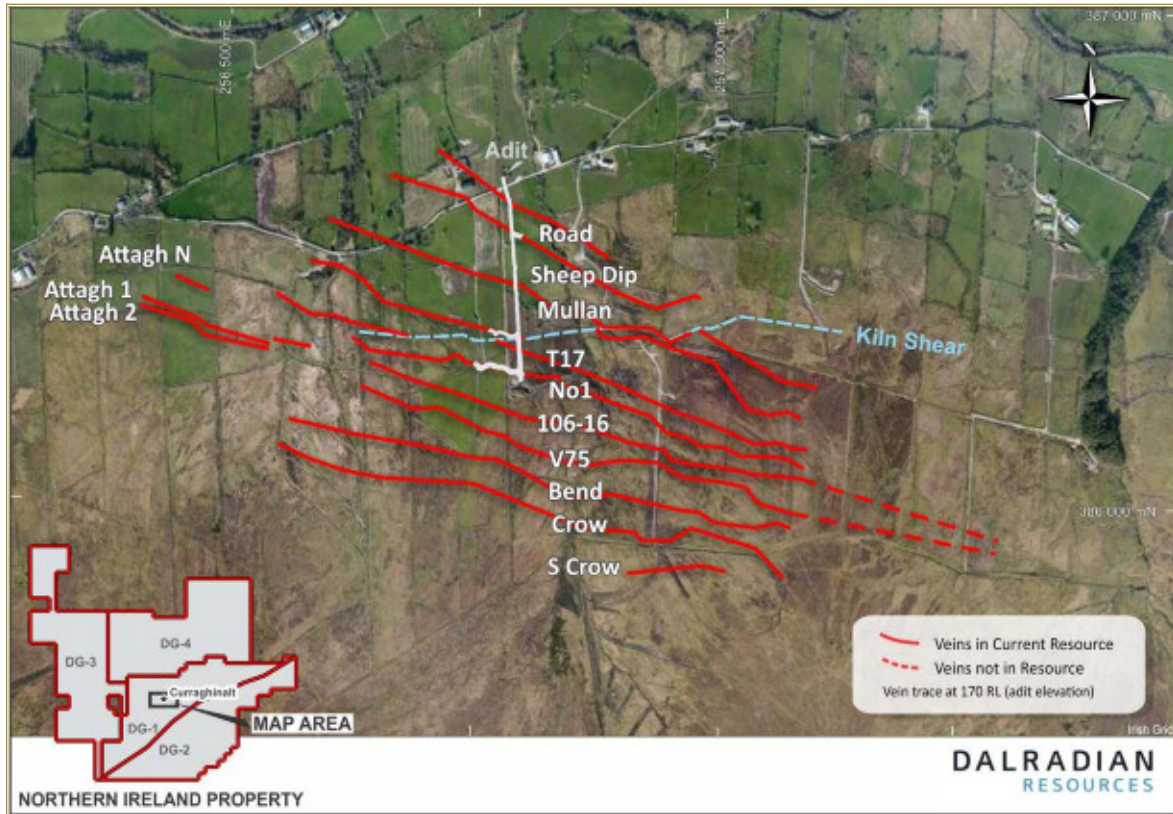 387 000 mN
256 500 mE
257 500 mE
Adit
Road
Sheep Dip
Mullan
Attagh N
Attagh 1
Attagh 2
Kiln Shear
T17
No1
106-16
V75
Bend
386 000 mN
Crow
S Crow
DG-4
DG-3
Curraghinalt
DG-1
MAP AREA
DG-2
NORTHERN IRELAND PROPERTY
Veins in Current Resource
Veins not in Resource
Vein trace at 170 RL (adit elevation)
Irish Grid
DALRADIAN
RESOURCES